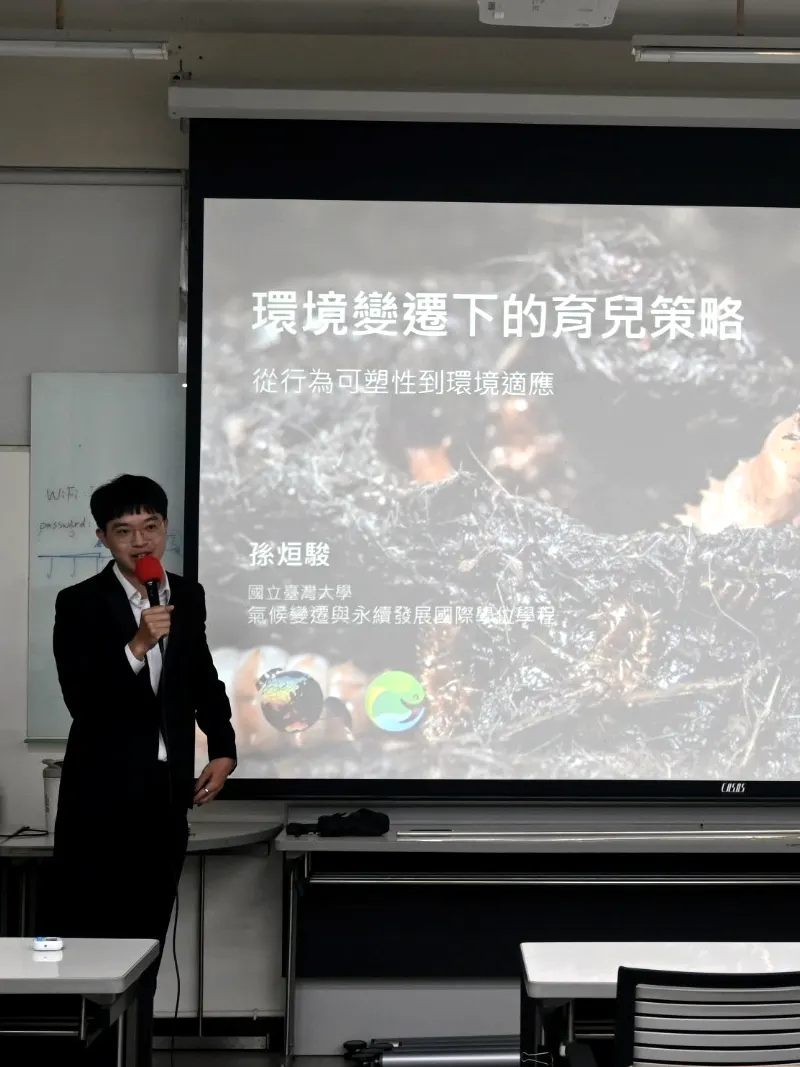 環境變遷下的育兒策略
從行為可塑性到環境適應
WiFi :
password:
孫烜駿
國立臺灣大學
氣候變遷與永續發展國際學位學程